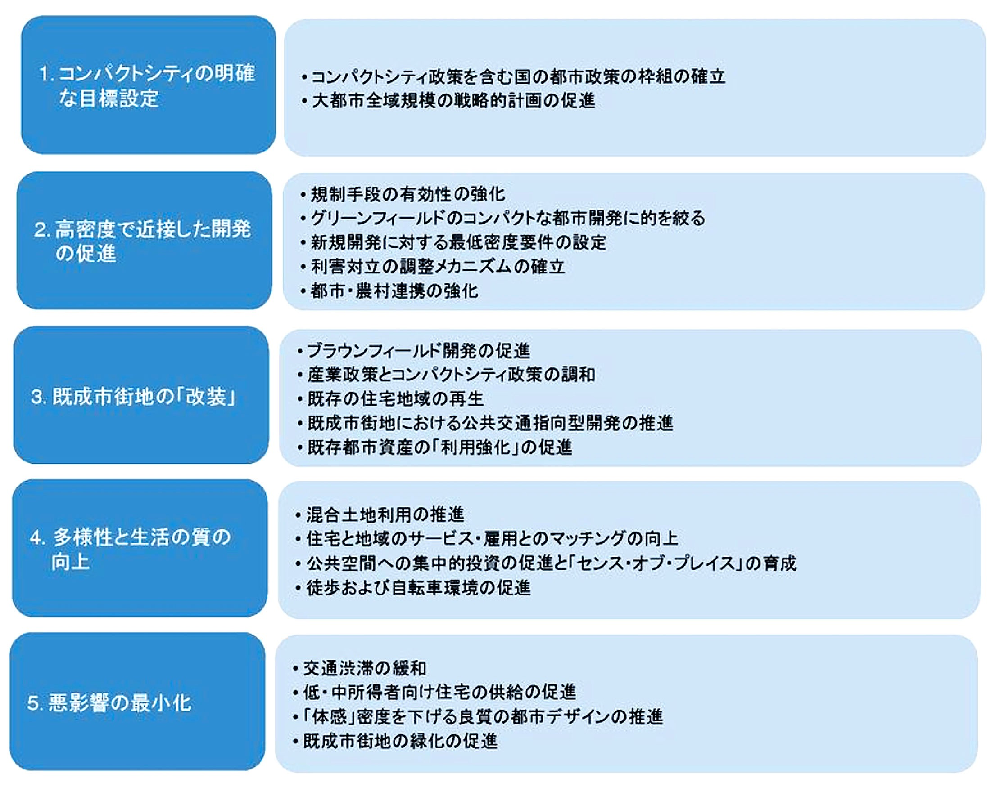 1. コンパクトシティの明確
な目標設定
• コンパクトシティ政策を含む国の都市政策の枠組の確立
• 大都市全域規模の戦略的計画の促進
2. 高密度で近接した開発
の促進
• 規制手段の有効性の強化
• グリーンフィールドのコンパクトな都市開発に的を絞る
• 新規開発に対する最低密度要件の設定
• 利害対立の調整メカニズムの確立
• 都市・農村連携の強化
3. 既成市街地の「改装」
• ブラウンフィールド開発の促進
• 産業政策とコンパクトシティ政策の調和
• 既存の住宅地域の再生
• 既成市街地における公共交通指向型開発の推進
• 既存都市資産の「利用強化」の促進
4. 多様性と生活の質の
向上
• 混合土地利用の推進
• 住宅と地域のサービス・雇用とのマッチングの向上
• 公共空間への集中的投資の促進と「センス・オブ・プレイス」の育成
• 徒歩および自転車環境の促進
5. 悪影響の最小化
• 交通渋滞の緩和
• 低・中所得者向け住宅の供給の促進
• 「体感」密度を下げる良質の都市デザインの推進
• 既成市街地の緑化の促進